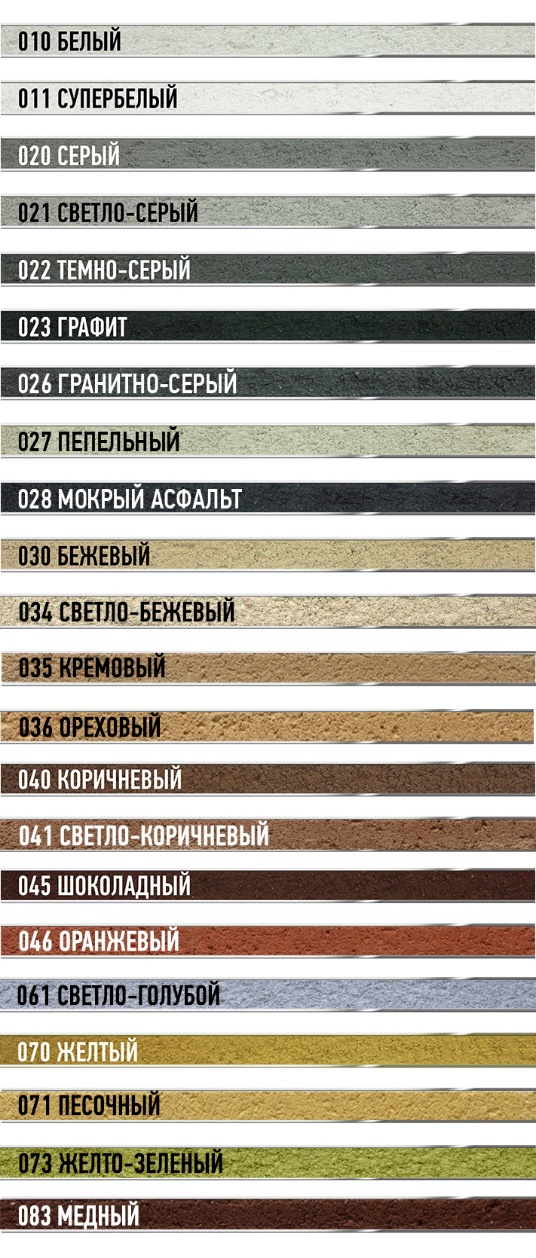 010 БЕЛЫЙ
011 СУПЕРБЕЛЫЙ
020 СЕРЫЙ
021 СВЕТЛО-СЕРЫЙ
022 ТЕМНО-СЕРЫЙ
023 ГРАФИТ
026 ГРАНИТНО-СЕРЫЙ
027 ПЕПЕЛЬНЫЙ
028 МОКРЫЙ АСФАЛЬТ
030 БЕЖЕВЫЙ
034 СВЕТЛО-БЕЖЕВЫЙ
035 КРЕМОВЫЙ
036 ОРЕХОВЫЙ
040 КОРИЧНЕВЫЙ
041 СВЕТЛО-КОРИЧНЕВЫЙ
045 ШОКОЛАДНЫЙ
046 ОРАНЖЕВЫЙ
061 СВЕТЛО-ГОЛУБОЙ
070 ЖЕЛТЫЙ
071 ПЕСОЧНЫЙ
073 ЖЕЛТО-ЗЕЛЕНЫЙ
083 МЕДНЫЙ